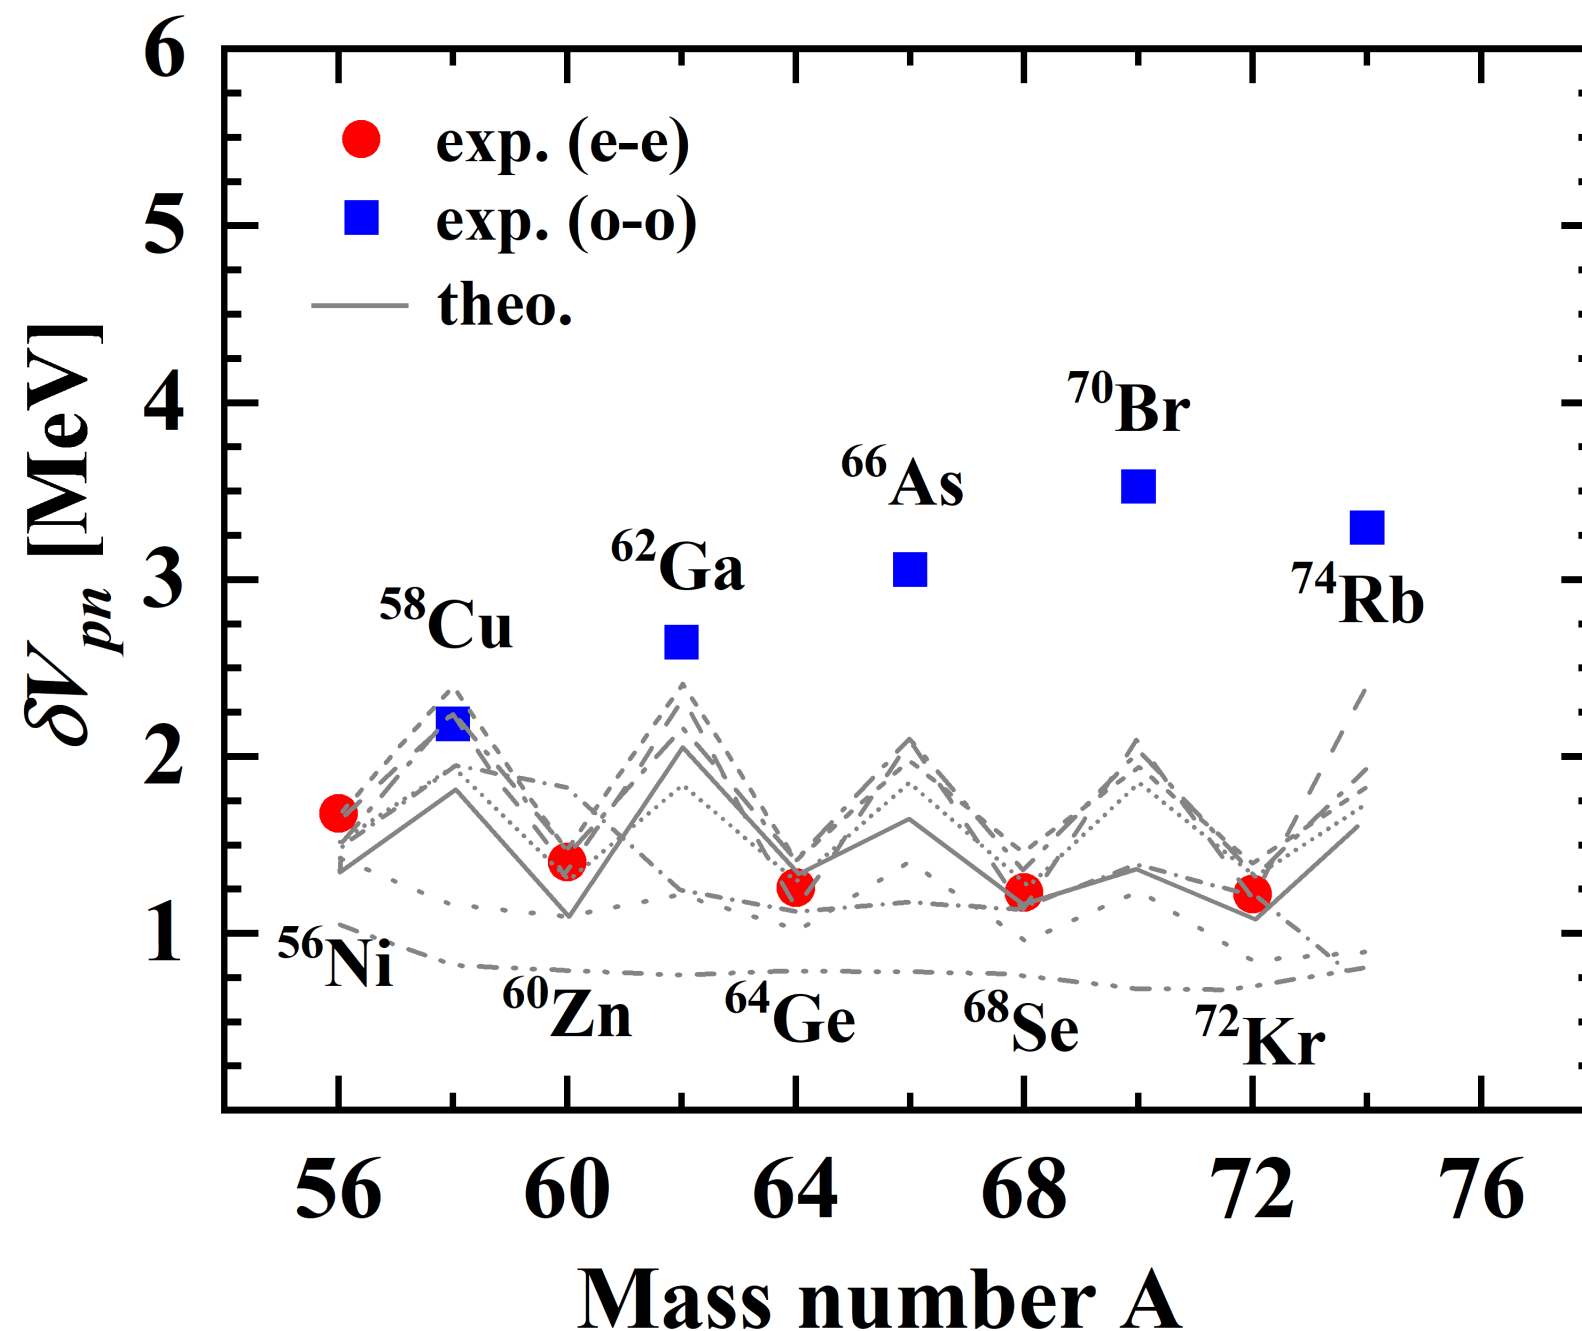 6
5
4
3
2
1
δVpn [MeV]
exp. (e-e)
exp. (o-o)
theo.
70Br
66As
62Ga
74Rb
58Cu
56Ni
60Zn
64Ge
68Se
72Kr
56 60 64 68 72 76
Mass number A